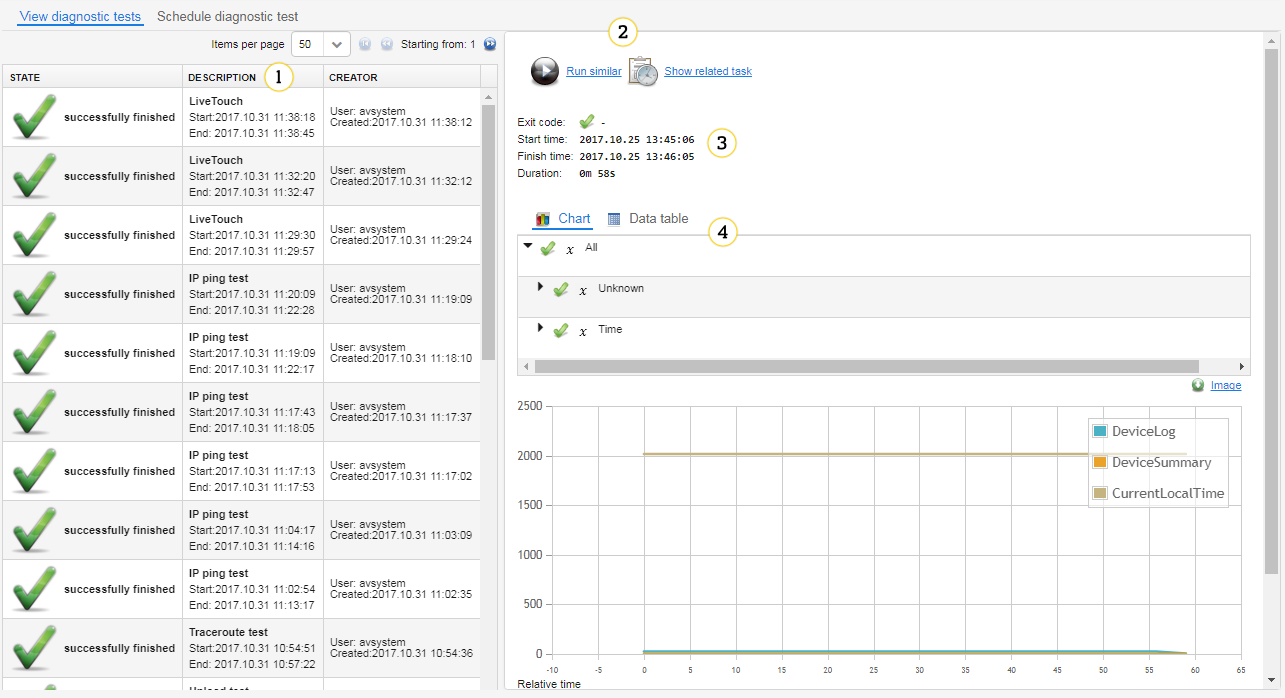 View diagnostic tests Schedule diagnostic test
Items per page 50 Starting from: 1
STATE DESCRIPTION 1 CREATOR
successfully finished
LiveTouch
Start:2017.10.31 11:38:18
End: 2017.10.31 11:38:45
User: avsystem
Created:2017.10.31 11:38:12
successfully finished
LiveTouch
Start:2017.10.31 11:32:20
End: 2017.10.31 11:32:47
User: avsystem
Created:2017.10.31 11:32:12
successfully finished
LiveTouch
Start:2017.10.31 11:29:30
End: 2017.10.31 11:29:57
User: avsystem
Created:2017.10.31 11:29:24
successfully finished
IP ping test
Start:2017.10.31 11:20:09
End: 2017.10.31 11:22:28
User: avsystem
Created:2017.10.31 11:19:09
successfully finished
IP ping test
Start:2017.10.31 11:19:09
End: 2017.10.31 11:22:17
User: avsystem
Created:2017.10.31 11:18:10
successfully finished
IP ping test
Start:2017.10.31 11:17:43
End: 2017.10.31 11:18:05
User: avsystem
Created:2017.10.31 11:17:37
successfully finished
IP ping test
Start:2017.10.31 11:17:13
End: 2017.10.31 11:17:53
User: avsystem
Created:2017.10.31 11:17:02
successfully finished
IP ping test
Start:2017.10.31 11:04:17
End: 2017.10.31 11:14:16
User: avsystem
Created:2017.10.31 11:03:09
successfully finished
IP ping test
Start:2017.10.31 11:02:54
End: 2017.10.31 11:13:17
User: avsystem
Created:2017.10.31 11:02:35
successfully finished
Traceroute test
Start:2017.10.31 10:54:51
End: 2017.10.31 10:57:22
User: avsystem
Created:2017.10.31 10:54:36
2
Run similar Show related task
Exit code: -
Start time: 2017.10.25 13:45:06
3
Finish time: 2017.10.25 13:46:05
Duration: 0m 58s
Chart Data table
4
x All
x Unknown
x Time
Image
2500
2000
1500
1000
500
0
DeviceLog
DeviceSummary
CurrentLocalTime
-10 -5 0 5 10 15 20 25 30 35 40 45 50 55 60 65
Relative time